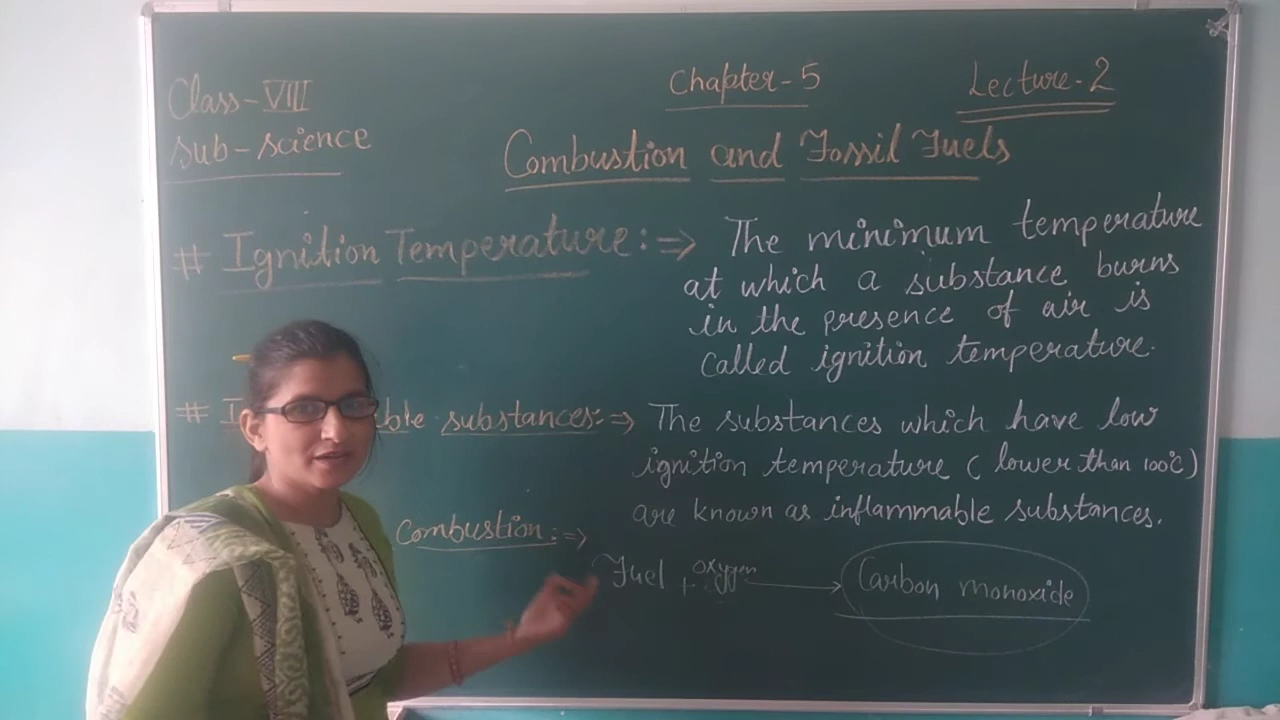 Class-VIII
Sub-science
Chapter-5
Lecture-2
Combustion and Fossil Fuels
# Ignition Temperature:⇒ The minimum temperature
at which a substance burns
in the presence of air is
called ignition temperature.
# substances:⇒ The substances which have low
ignition temperature (lower than 100°c)
are known as inflammable substances.
Combustion:⇒
Fuel + oxygen → Carbon monoxide